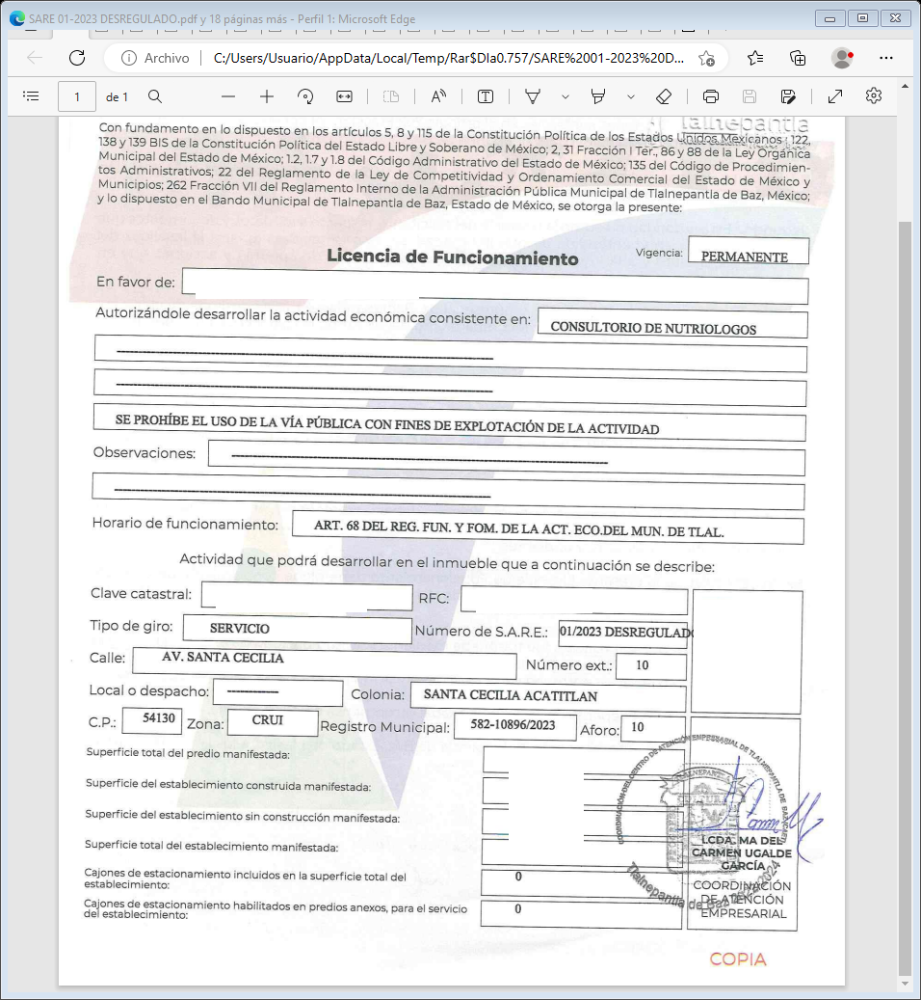 SARE 01-2023 DESREGULADO.pdf y 18 páginas más - Perfil 1: Microsoft Edge
Archivo C:/Users/Usuario/AppData/Local/Temp/Rar$DIa0.757/SARE%2001-2023%20D...
1 de 1
Tlalnepantla
Con fundamento en lo dispuesto en los artículos 5, 8 y 115 de la Constitución Política de los Estados Unidos Mexicanos ; 122,
138 y 139 BIS de la Constitución Política del Estado Libre y Soberano de México; 2, 31 Fracción I Ter., 86 y 88 de la Ley Orgánica
Municipal del Estado de México; 1.2, 1.7 y 1.8 del Código Administrativo del Estado de México; 135 del Código de Procedimien-
tos Administrativos; 22 del Reglamento de la Ley de Competitividad y Ordenamiento Comercial del Estado de México y
Municipios; 262 Fracción VII del Reglamento Interno de la Administración Pública Municipal de Tlalnepantla de Baz, México;
y lo dispuesto en el Bando Municipal de Tlalnepantla de Baz, Estado de México, se otorga la presente:
Licencia de Funcionamiento
Vigencia: PERMANENTE
En favor de:
Autorizándole desarrollar la actividad económica consistente en: CONSULTORIO DE NUTRIOLOGOS
SE PROHÍBE EL USO DE LA VÍA PÚBLICA CON FINES DE EXPLOTACIÓN DE LA ACTIVIDAD
Observaciones:
Horario de funcionamiento: ART. 68 DEL REG. FUN. Y FOM. DE LA ACT. ECO.DEL MUN. DE TLAL.
Actividad que podrá desarrollar en el inmueble que a continuación se describe:
Clave catastral: RFC:
Tipo de giro: SERVICIO Número de S.A.R.E.: 01/2023 DESREGULADO
Calle: AV. SANTA CECILIA Número ext.: 10
Local o despacho: Colonia: SANTA CECILIA ACATITLAN
C.P.: 54130 Zona: CRUI Registro Municipal: 582-10896/2023 Aforo: 10
Superficie total del predio manifestada:
Superficie del establecimiento construida manifestada:
Superficie del establecimiento sin construcción manifestada:
Superficie total del establecimiento manifestada:
Cajones de estacionamiento incluidos en la superficie total del
establecimiento: 0
Cajones de estacionamiento habilitados en predios anexos, para el servicio
del establecimiento: 0
COORDINACIÓN DEL CENTRO DE ATENCIÓN EMPRESARIAL DE TLALNEPANTLA DE BAZ
TLALNEPANTLA
Tlalnepantla de Baz 2022-2024
LCDA. MA DEL
CARMEN UGALDE
GARCÍA
COORDINACIÓN
DE ATENCIÓN
EMPRESARIAL
COPIA